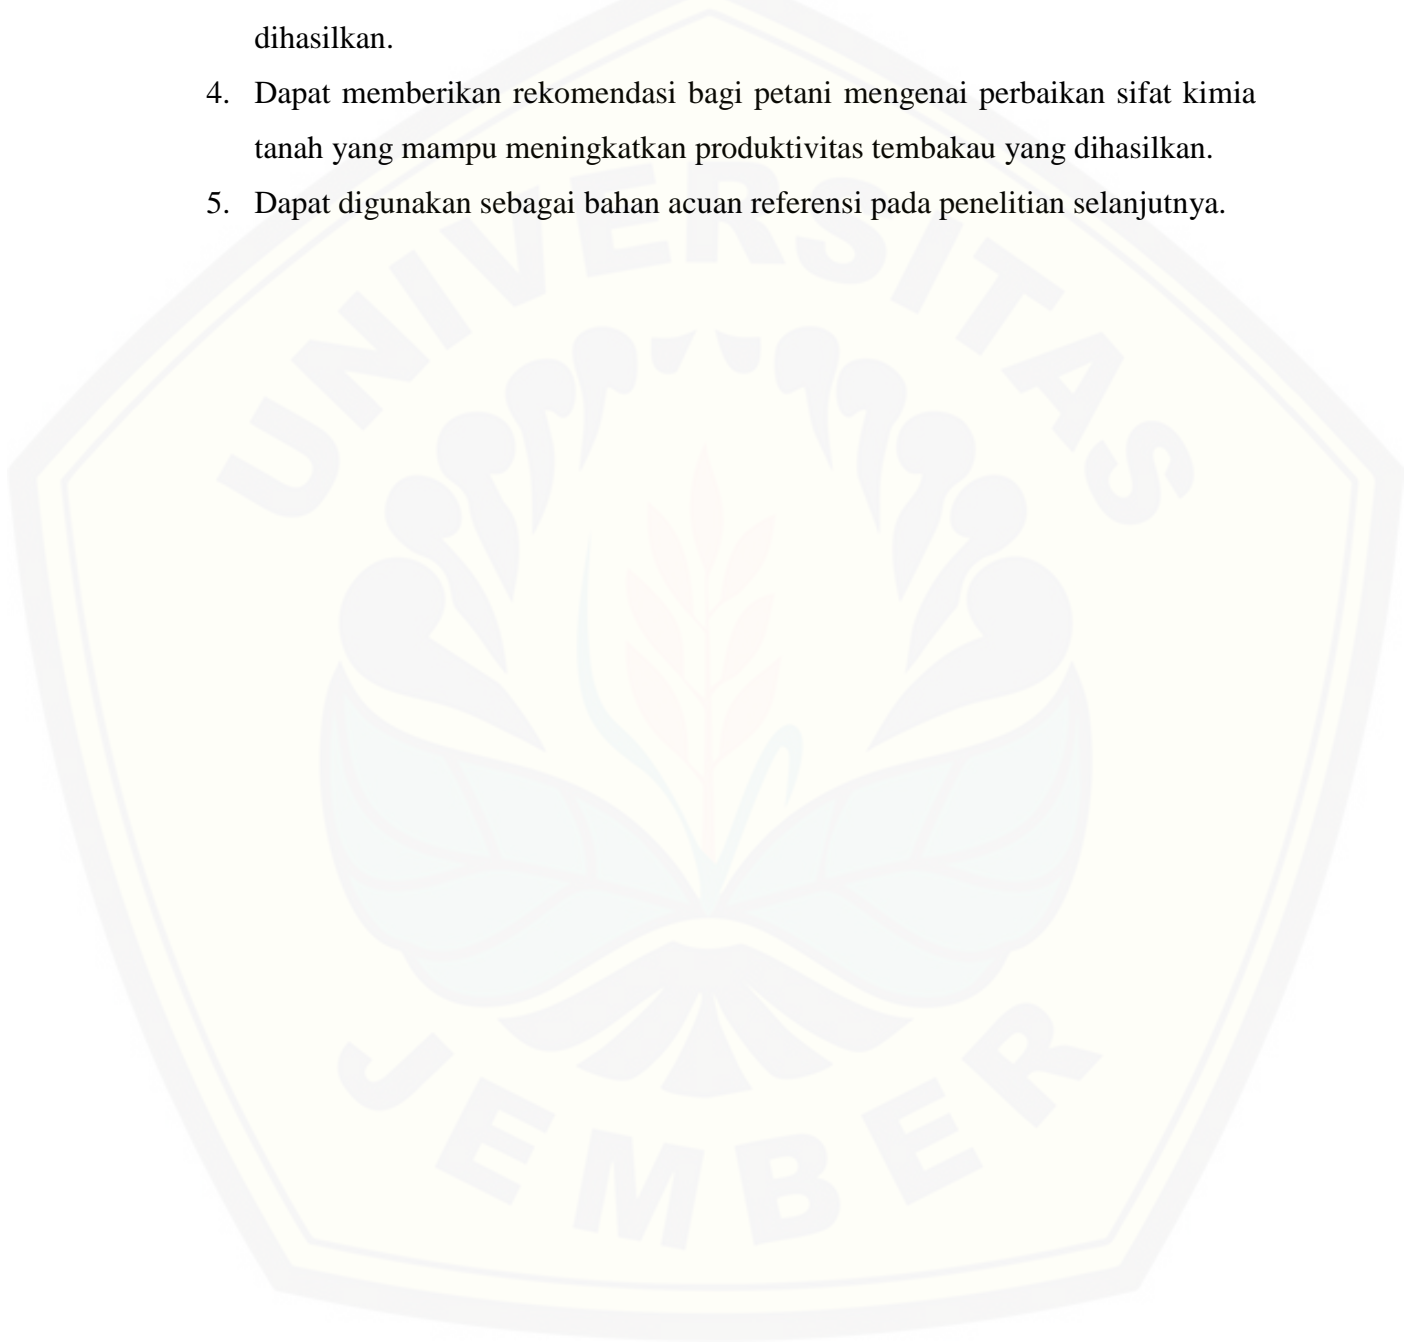 dihasilkan.
4. Dapat memberikan rekomendasi bagi petani mengenai perbaikan sifat kimia
tanah yang mampu meningkatkan produktivitas tembakau yang dihasilkan.
5. Dapat digunakan sebagai bahan acuan referensi pada penelitian selanjutnya.
UNIVERSITAS
JEMBER